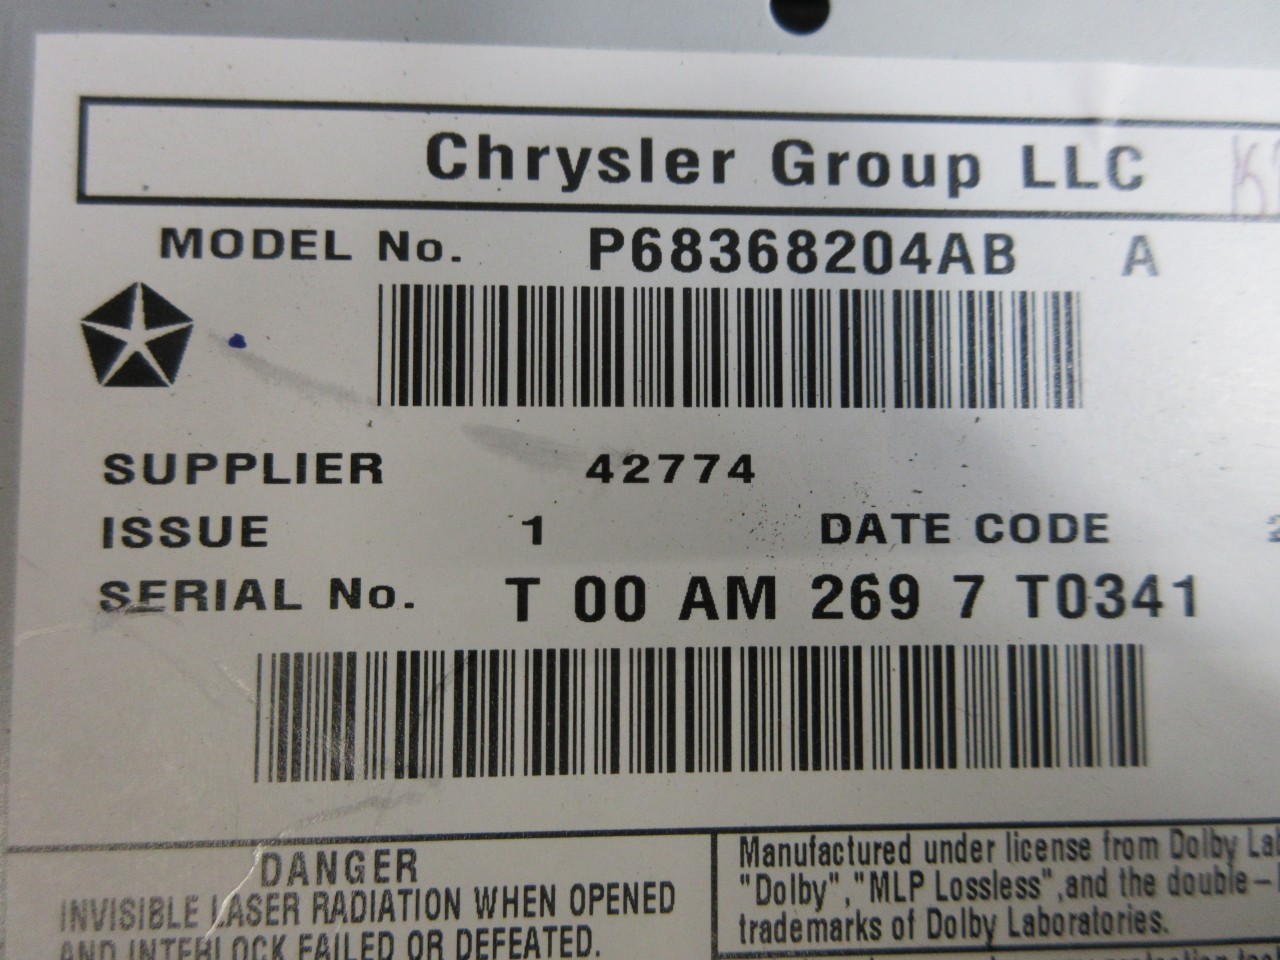 Chrysler Group LLC
MODEL No. P68368204AB A
SUPPLIER 42774
ISSUE 1 DATE CODE
SERIAL No. T 00 AM 269 7 T0341
DANGER
INVISIBLE LASER RADIATION WHEN OPENED
AND INTERLOCK FAILED OR DEFEATED.
Manufactured under license from Dolby
"Dolby", "MLP Lossless", and the double-
trademarks of Dolby Laboratories.